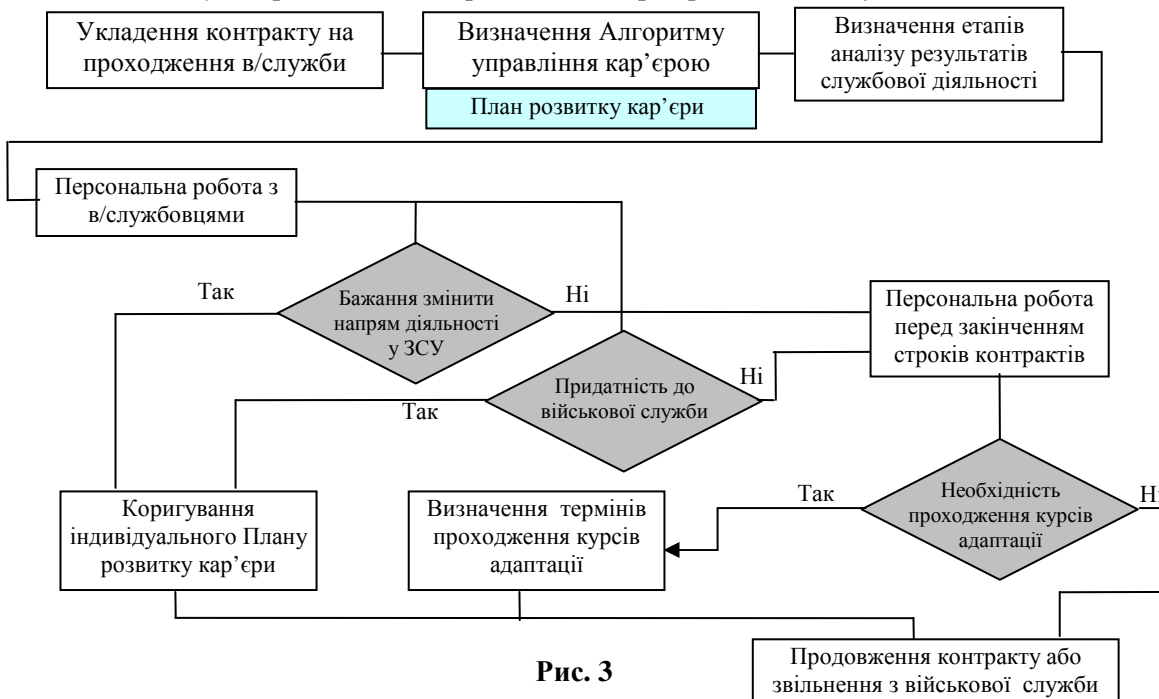 Укладення контракту на
проходження в/служби
Визначення Алгоритму
управління кар’єрою
План розвитку кар’єри
Визначення етапів
аналізу результатів
службової діяльності
Персональна робота з
в/службовцями
Так
Бажання змінити
напрям діяльності
у ЗСУ
Ні
Персональна робота
перед закінченням
строків контрактів
Так
Придатність до
військової служби
Ні
Коригування
індивідуального Плану
розвитку кар’єри
Визначення термінів
проходження курсів
адаптації
Так
Необхідність
проходження курсів
адаптації
Ні
Рис. 3
Продовження контракту або
звільнення з військової служби